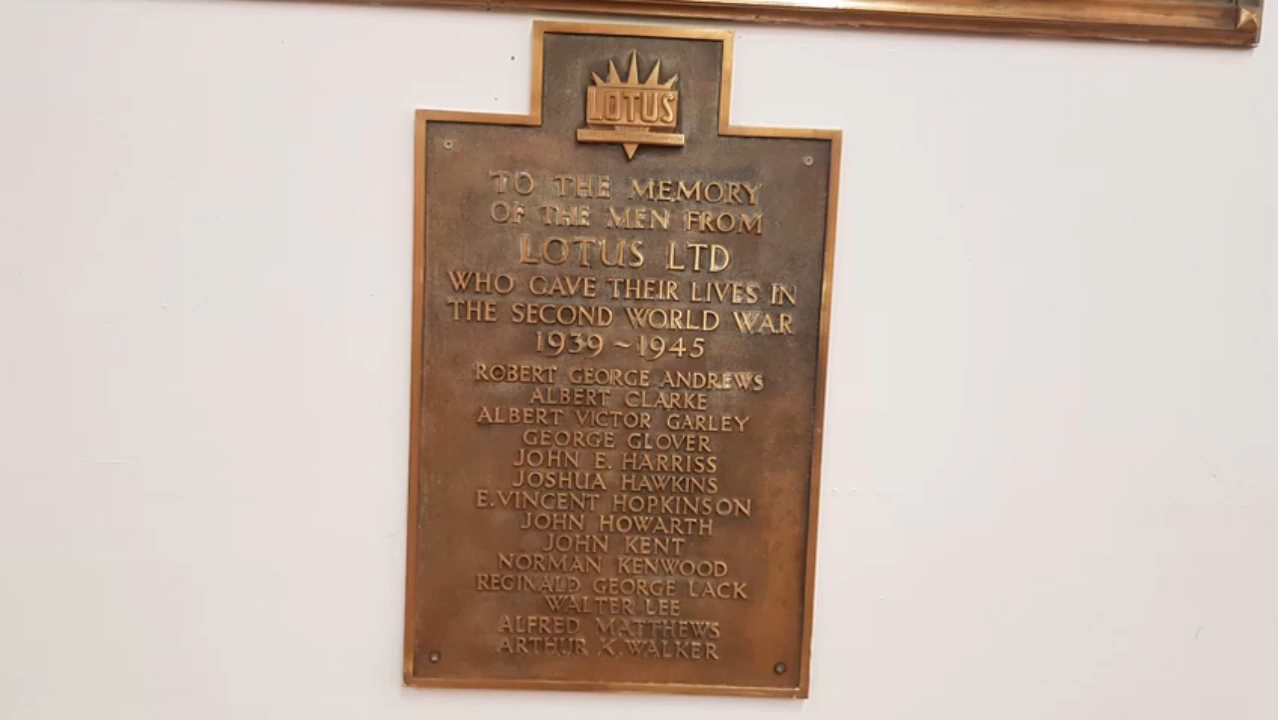 LOTUS
TO THE MEMORY
OF THE MEN FROM
LOTUS LTD
WHO GAVE THEIR LIVES IN
THE SECOND WORLD WAR
1939 ~ 1945
ROBERT GEORGE ANDREWS
ALBERT CLARKE
ALBERT VICTOR GARLEY
GEORGE GLOVER
JOHN E. HARRISS
JOSHUA HAWKINS
E. VINCENT HOPKINSON
JOHN HOWARTH
JOHN KENT
NORMAN KENWOOD
REGINALD GEORGE LACK
WALTER LEE
ALFRED MATTHEWS
ARTHUR K. WALKER